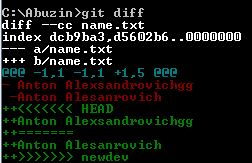 C:\Abuzin>git diff
diff --cc name.txt
index dcb9ba3,d5602b6..0000000
--- a/name.txt
+++ b/name.txt
@@@ -1,1 -1,1 +1,5 @@@
- Anton Alexsandrovichgg
 -Anton Alesanrovich
++<<<<<<< HEAD
+ Anton Alexsandrovichgg
++=======
+ Anton Alesanrovich
++>>>>>>> newdev